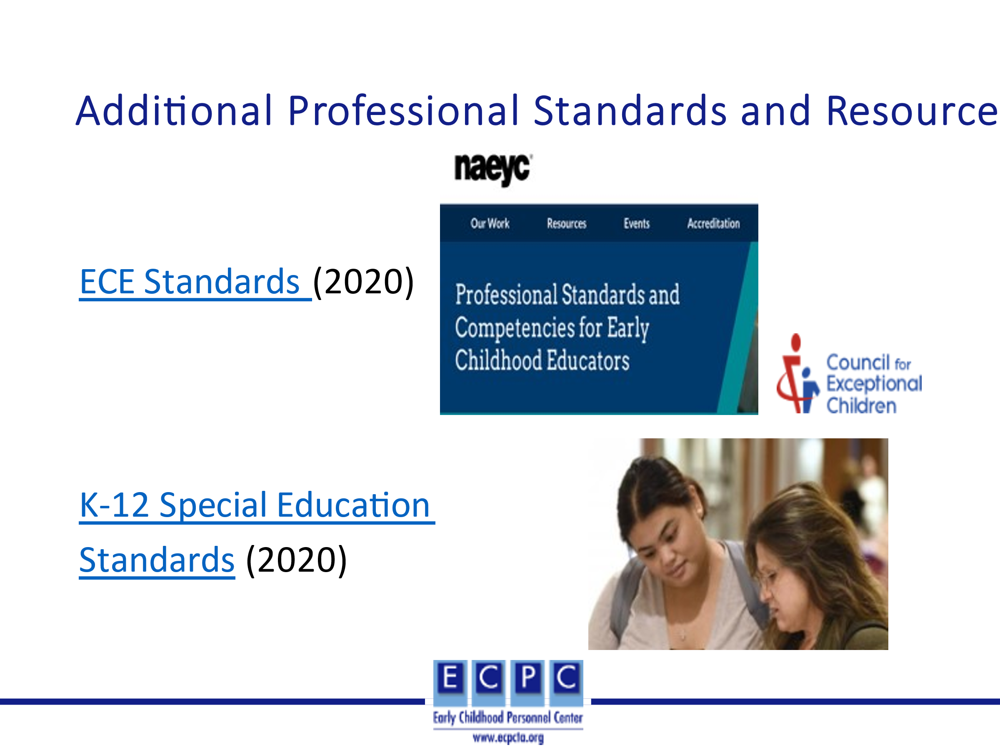 Additional Professional Standards and Resource
naeyc
Our Work Resources Events Accreditation
ECE Standards (2020)
Professional Standards and
Competencies for Early
Childhood Educators
Council for
Exceptional
Children
K-12 Special Education
Standards (2020)
E C P C
Early Childhood Personnel Center
www.ecpcta.org